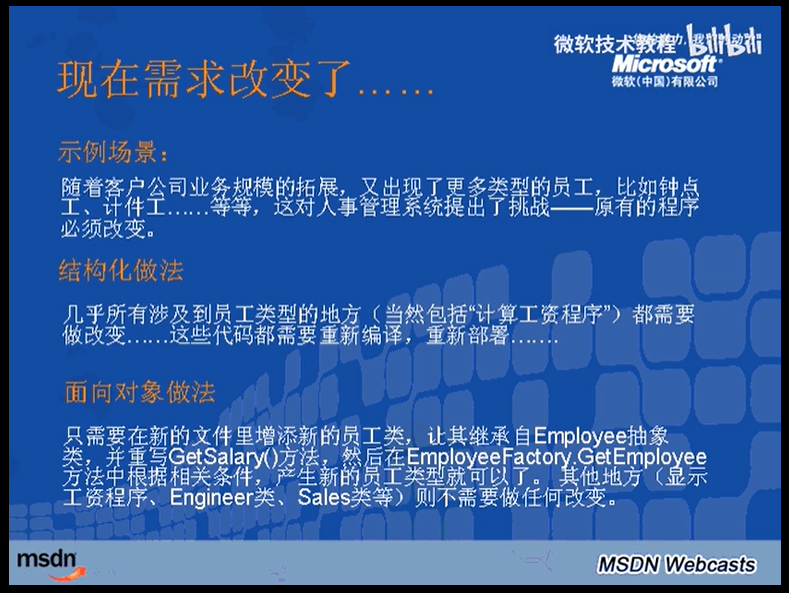 微软技术教程
bilibili
Microsoft
微软(中国)有限公司
现在需求改变了……
示例场景：
随着客户公司业务规模的拓展，又出现了更多类型的员工，比如钟点
工、计件工……等等，这对人事管理系统提出了挑战——原有的程序
必须改变。
结构化做法
几乎所有涉及到员工类型的地方（当然包括“计算工资程序”）都需要
做改变……这些代码都需要重新编译，重新部署…….
面向对象做法
只需要在新的文件里增添新的员工类，让其继承自Employee抽象
类，并重写GetSalary()方法，然后在EmployeeFactory.GetEmployee
方法中根据相关条件，产生新的员工类型就可以了。其他地方（显示
工资程序、Engineer类、Sales类等）则不需要做任何改变。
msdn
MSDN Webcasts